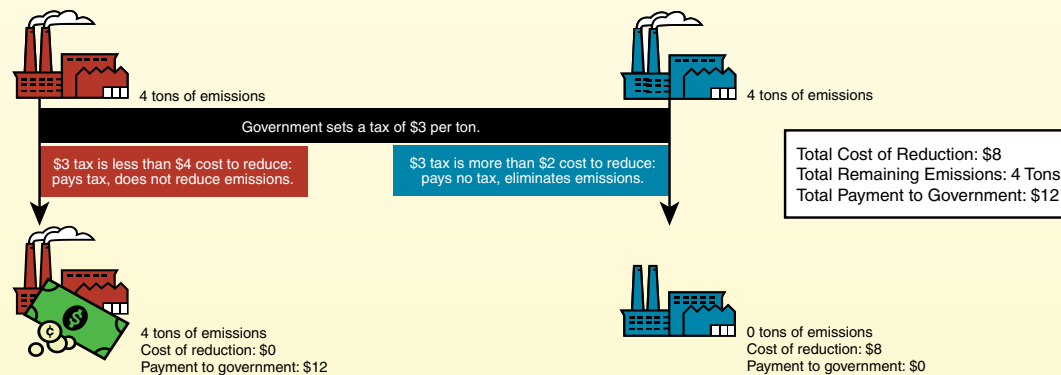 4 tons of emissions
4 tons of emissions
Government sets a tax of $3 per ton.
$3 tax is less than $4 cost to reduce:
pays tax, does not reduce emissions.
$3 tax is more than $2 cost to reduce:
pays no tax, eliminates emissions.
Total Cost of Reduction: $8
Total Remaining Emissions: 4 Tons
Total Payment to Government: $12
$
¢
4 tons of emissions
Cost of reduction: $0
Payment to government: $12
0 tons of emissions
Cost of reduction: $8
Payment to government: $0